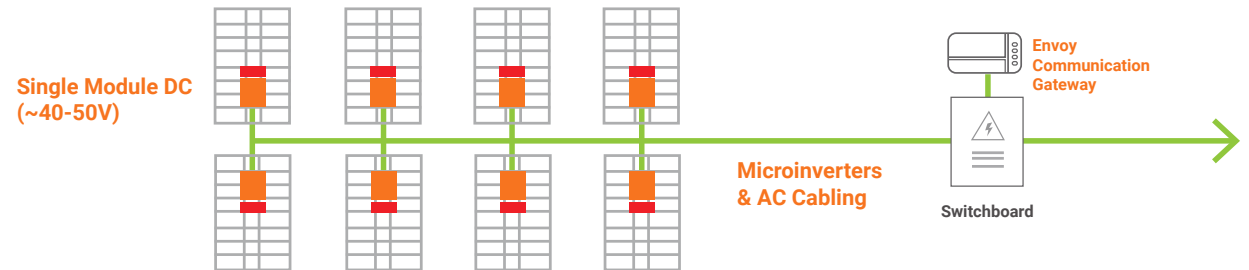 Single Module DC
(~40-50V)
Microinverters
& AC Cabling
Envoy
Communication
Gateway
Switchboard